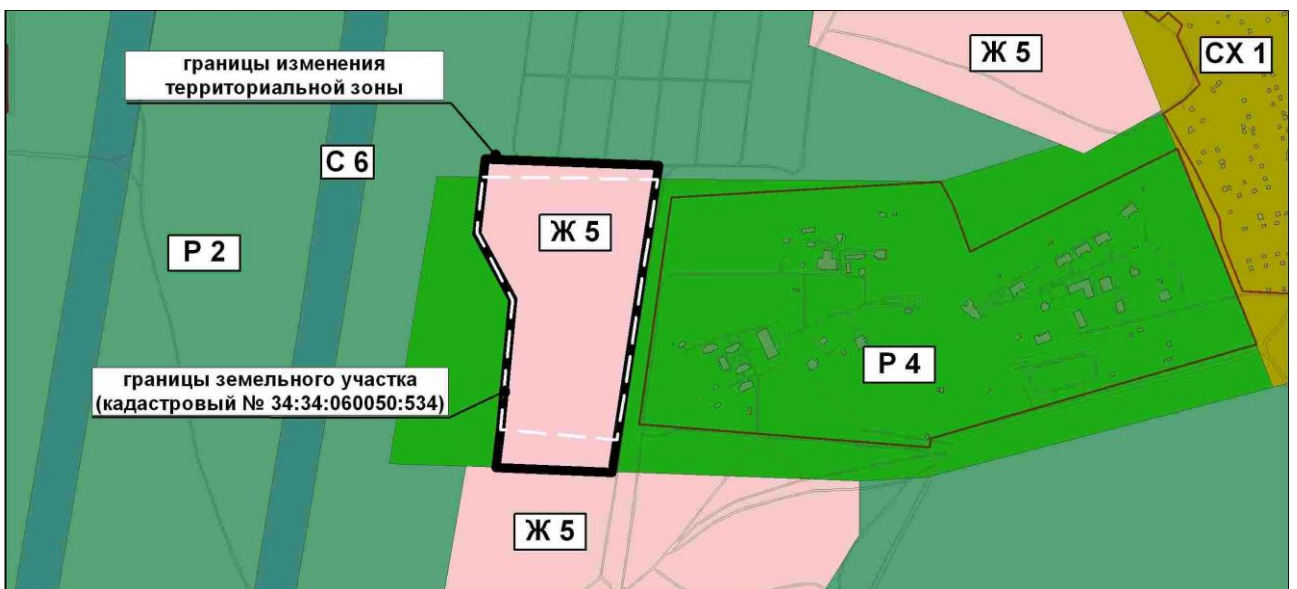 Ж 5
СХ 1
границы изменения
территориальной зоны
С 6
Ж 5
Р 2
Р 4
границы земельного участка
(кадастровый № 34:34:060050:534)
Ж 5